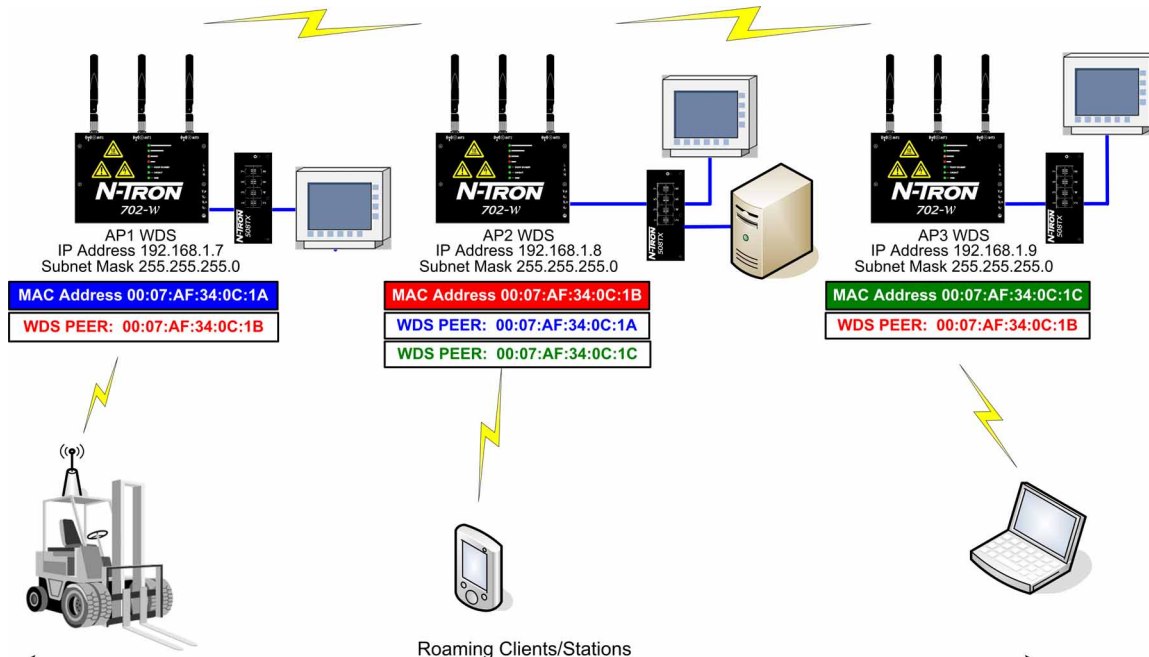 N-TRON
702-W
508TX
AP1 WDS
IP Address 192.168.1.7
Subnet Mask 255.255.255.0
MAC Address 00:07:AF:34:0C:1A
WDS PEER: 00:07:AF:34:0C:1B
N-TRON
702-W
N-TRON
508TX
AP2 WDS
IP Address 192.168.1.8
Subnet Mask 255.255.255.0
MAC Address 00:07:AF:34:0C:1B
WDS PEER: 00:07:AF:34:0C:1A
WDS PEER: 00:07:AF:34:0C:1C
N-TRON
702-W
N-TRON
508TX
AP3 WDS
IP Address 192.168.1.9
Subnet Mask 255.255.255.0
MAC Address 00:07:AF:34:0C:1C
WDS PEER: 00:07:AF:34:0C:1B
Roaming Clients/Stations